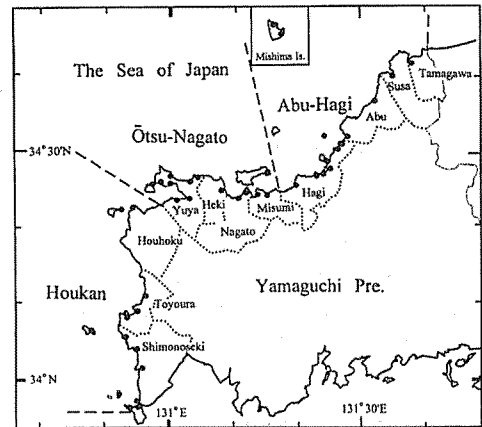 Mishima Is.
The Sea of Japan
Tamagawa
Susa
Abu-Hagi
Abu
Ōtsu-Nagato
34°30'N
Hagi
Misumi
Heki
Yuya
Nagato
Houhoku
Houkan
Yamaguchi Pre.
Toyoura
Shimonoseki
34°N
131°E
131°30'E